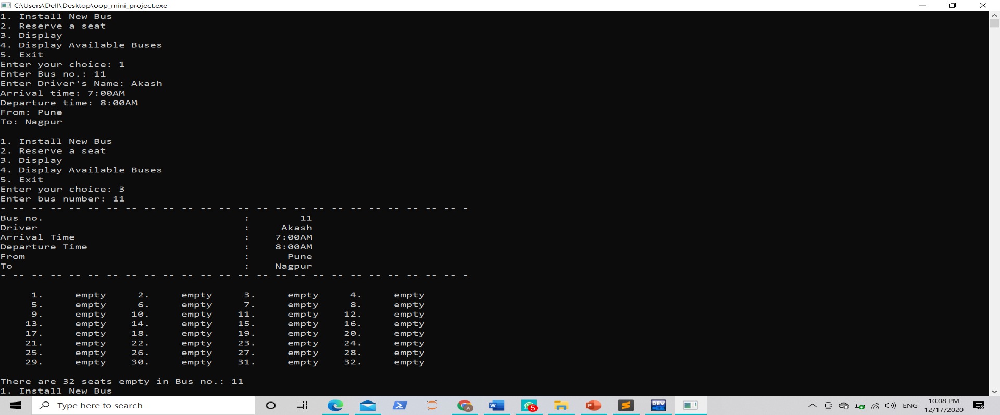 C:\Users\Dell\Desktop\oop_mini_project.exe
1. Install New Bus
2. Reserve a seat
3. Display
4. Display Available Buses
5. Exit
Enter your choice: 1
Enter Bus no.: 11
Enter Driver's Name: Akash
Arrival time: 7:00AM
Departure time: 8:00AM
From: Pune
To: Nagpur
1. Install New Bus
2. Reserve a seat
3. Display
4. Display Available Buses
5. Exit
Enter your choice: 3
Enter bus number: 11
- -- -- -- -- -- -- -- -- -- -- -- -- -- -- -- -- -- -- -- -- -- -- -- -- -
Bus no. : 11
Driver : Akash
Arrival Time : 7:00AM
Departure Time : 8:00AM
From : Pune
To : Nagpur
- -- -- -- -- -- -- -- -- -- -- -- -- -- -- -- -- -- -- -- -- -- -- -- -- -
1. empty 2. empty 3. empty 4. empty
5. empty 6. empty 7. empty 8. empty
9. empty 10. empty 11. empty 12. empty
13. empty 14. empty 15. empty 16. empty
17. empty 18. empty 19. empty 20. empty
21. empty 22. empty 23. empty 24. empty
25. empty 26. empty 27. empty 28. empty
29. empty 30. empty 31. empty 32. empty
There are 32 seats empty in Bus no.: 11
1. Install New Bus
Type here to search
A
W
5
P
S
DEV
C++
ENG
10:08 PM
12/17/2020